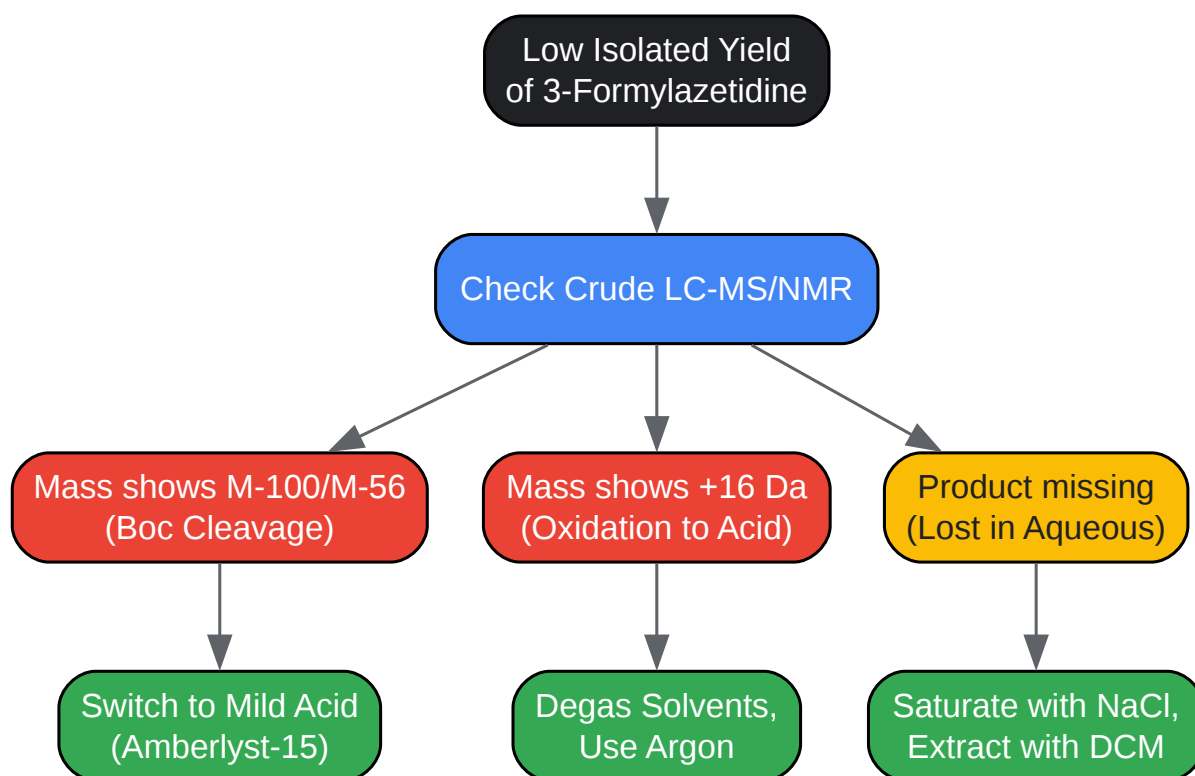 Low Isolated Yield
of 3-Formylazetidine
Check Crude LC-MS/NMR
Mass shows M-100/M-56
(Boc Cleavage)
Mass shows +16 Da
(Oxidation to Acid)
Product missing
(Lost in Aqueous)
Switch to Mild Acid
(Amberlyst-15)
Degas Solvents,
Use Argon
Saturate with NaCl,
Extract with DCM